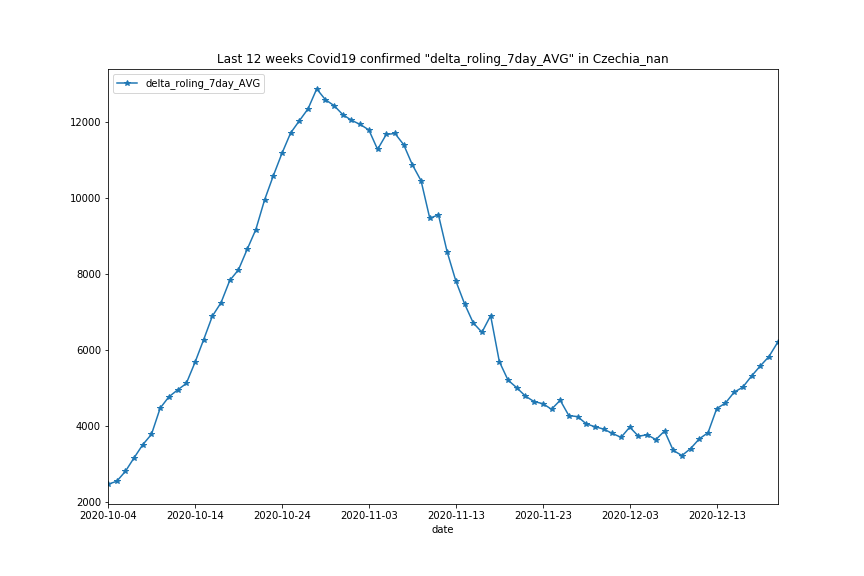 Last 12 weeks Covid19 confirmed "delta_roling_7day_AVG" in Czechia_nan
delta_roling_7day_AVG
12000
10000
8000
6000
4000
2000
2020-10-04 2020-10-14 2020-10-24 2020-11-03 2020-11-13 2020-11-23 2020-12-03 2020-12-13
date